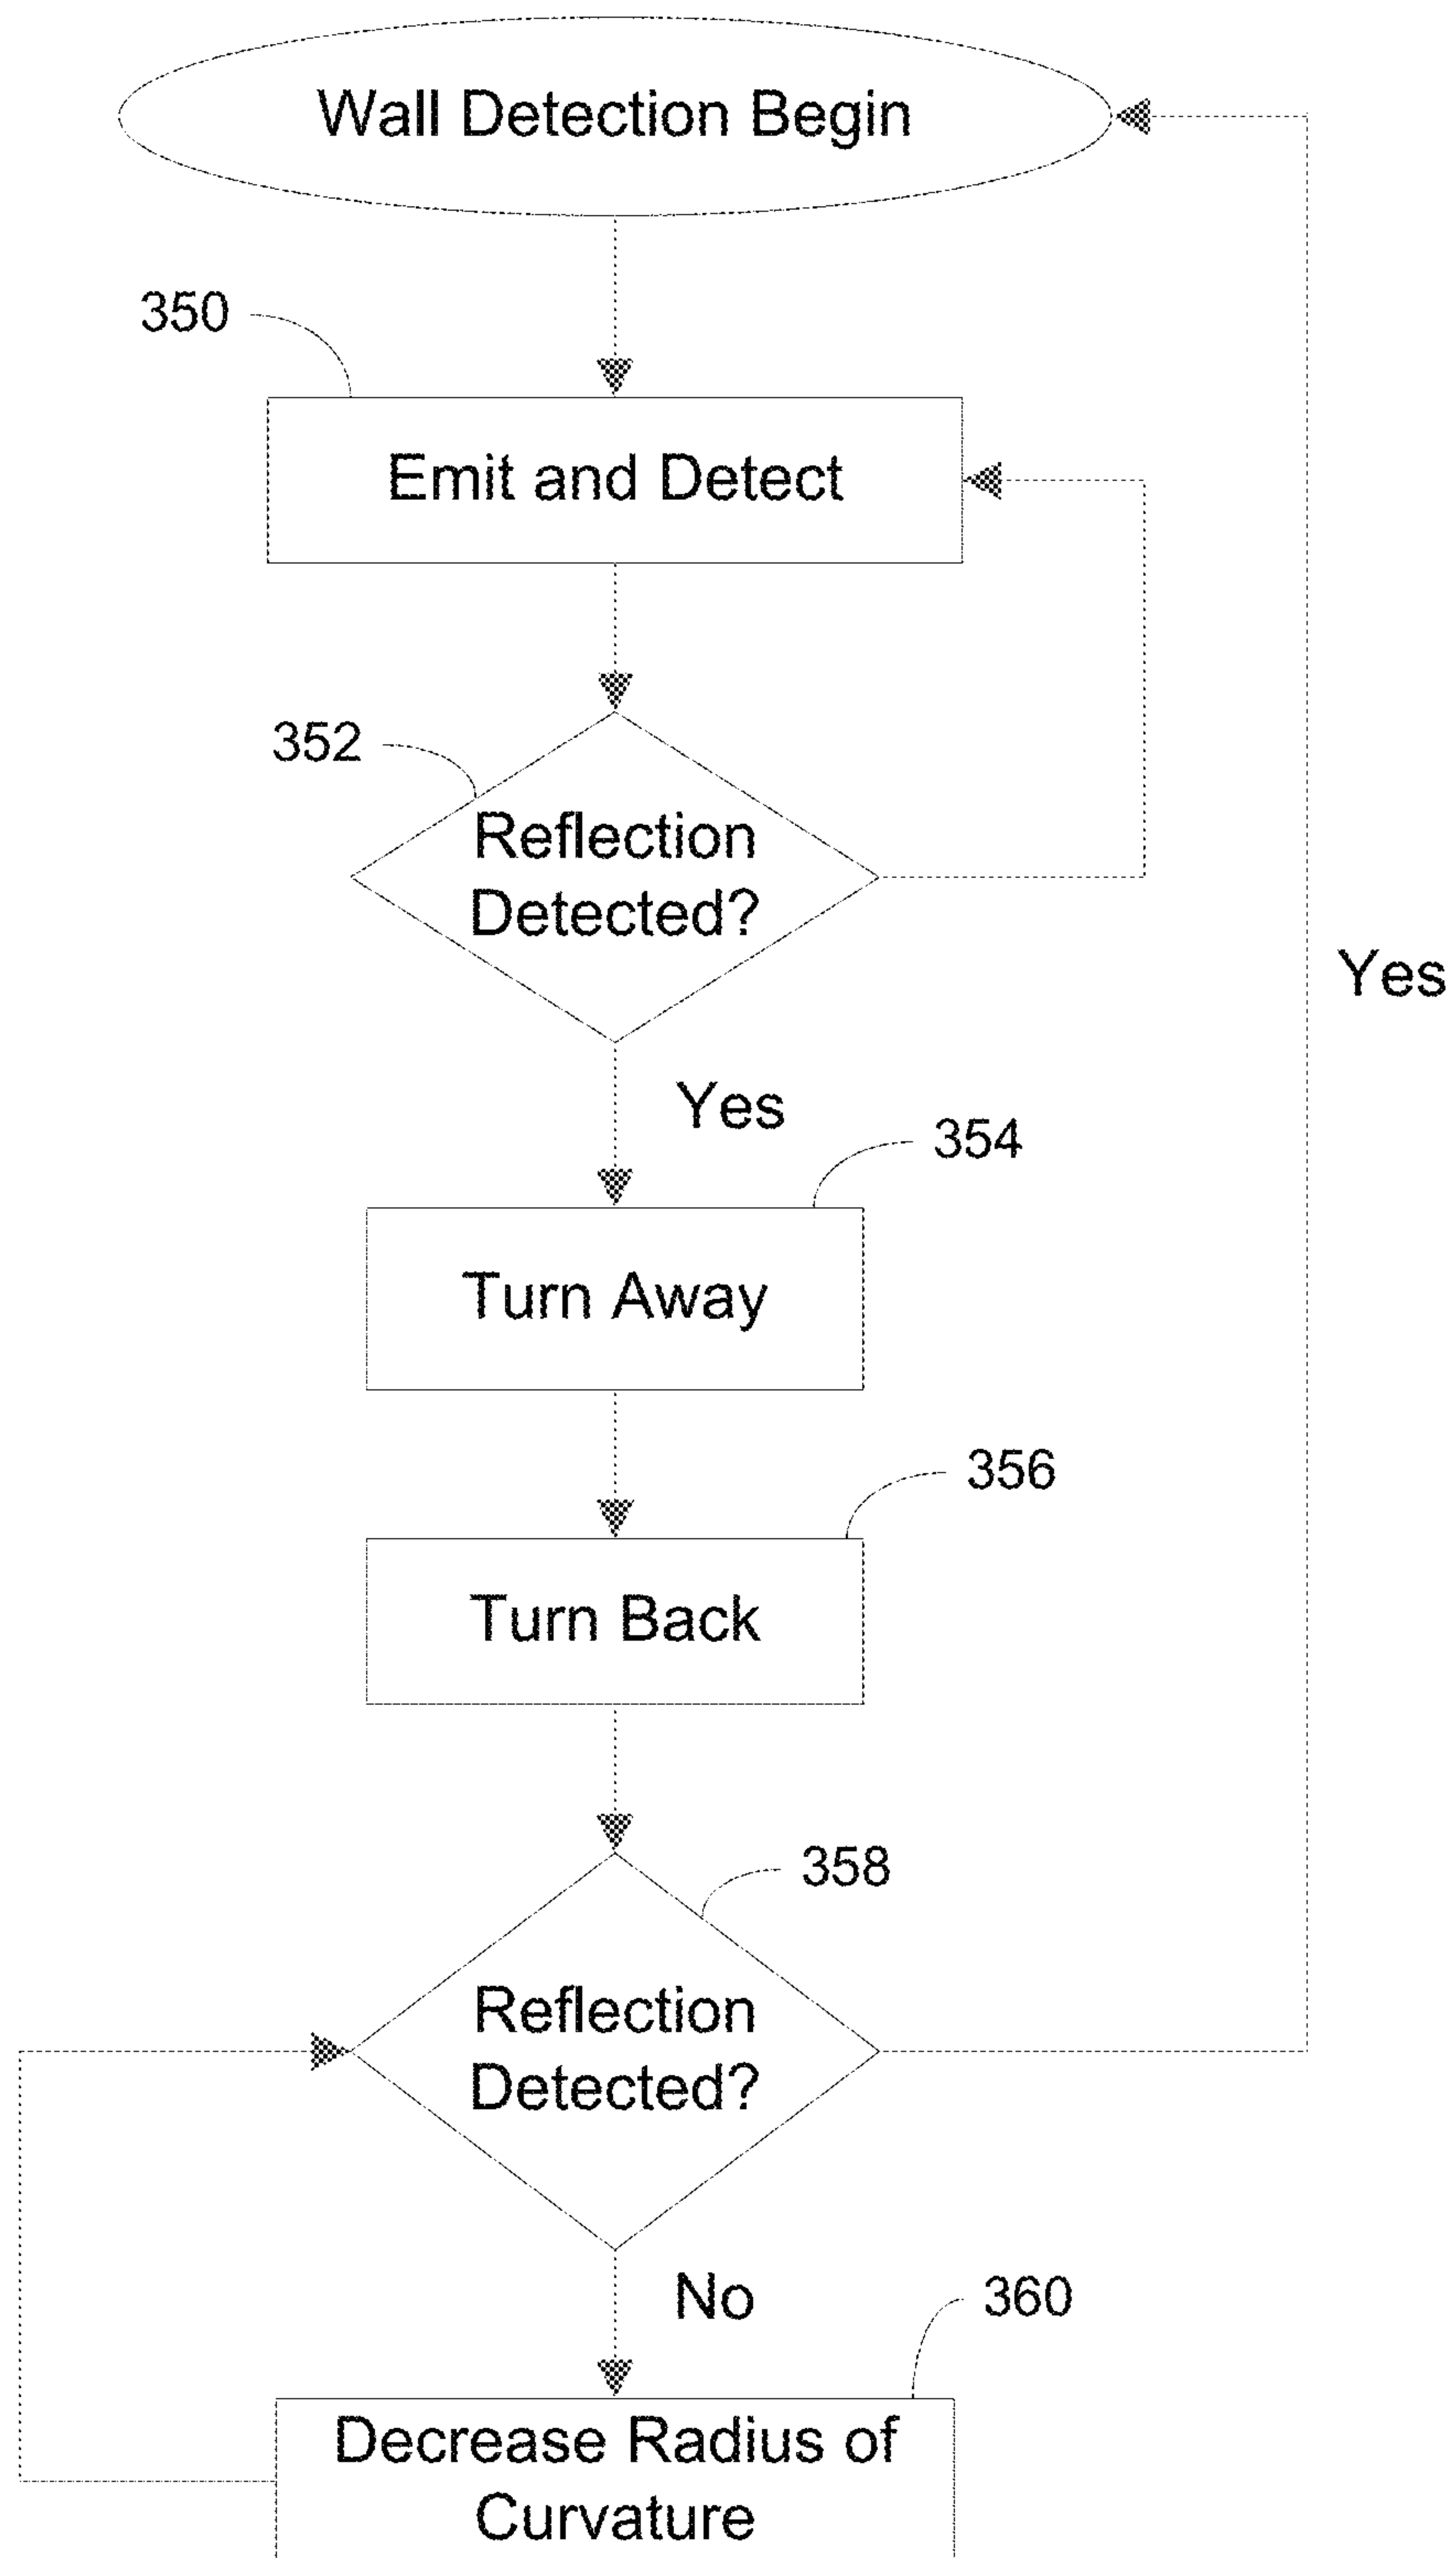 Wall Detection Begin
350
Emit and Detect
352
Reflection
Detected?
Yes
Yes
354
Turn Away
356
Turn Back
358
Reflection
Detected?
No
360
Decrease Radius of
Curvature